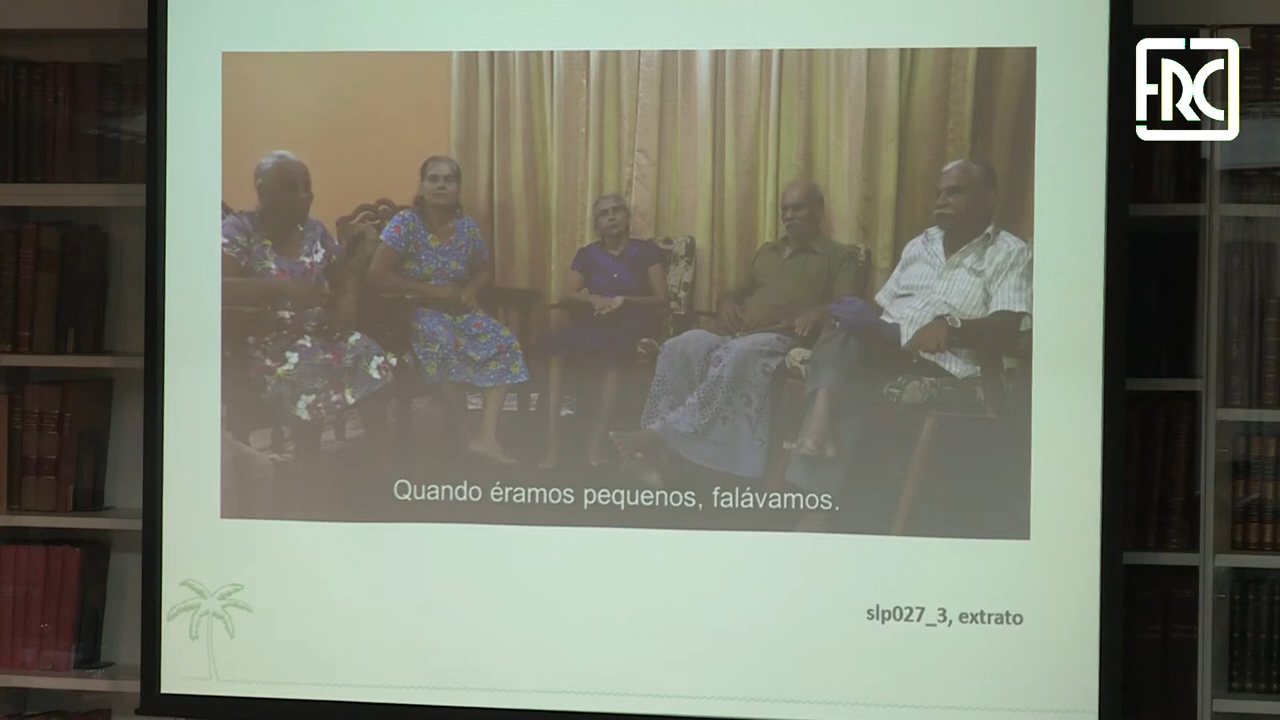 FRC
Quando éramos pequenos, falávamos.
slp027_3, extrato